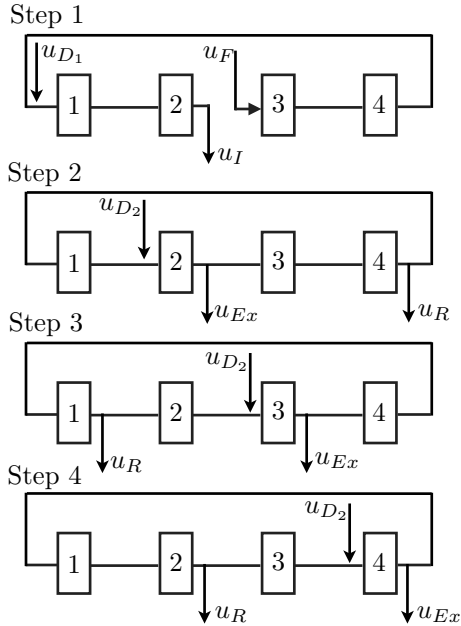 Step 1
u_{D_1} u_F
1 2 3 4
u_I
Step 2
u_{D_2}
1 2 3 4
u_{Ex} u_R
Step 3
u_{D_2}
1 2 3 4
u_R u_{Ex}
Step 4
u_{D_2}
1 2 3 4
u_R u_{Ex}